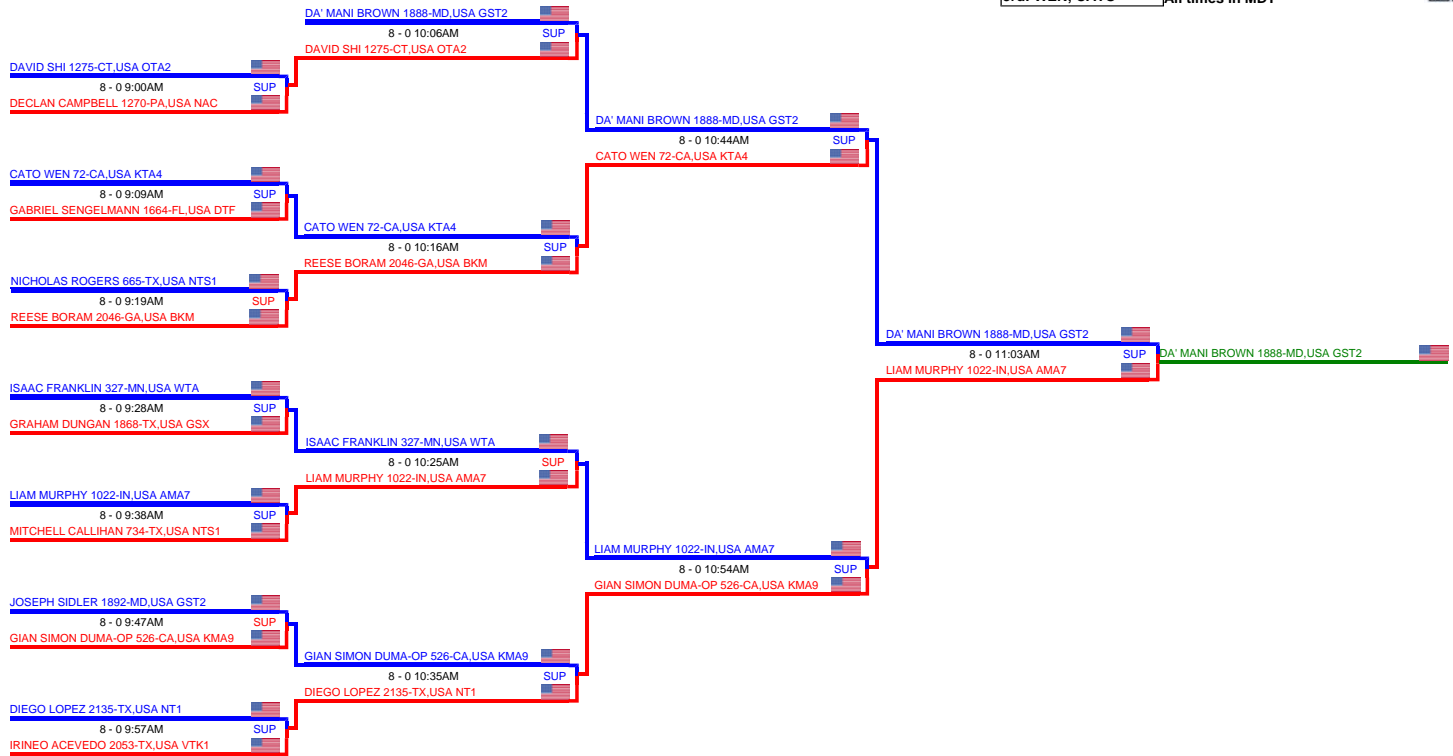 3rd: WEN, CATO
All times in MDT
DAVID SHI 1275-CT,USA OTA2
8 - 0 9:00AM SUP
DECLAN CAMPBELL 1270-PA,USA NAC
CATO WEN 72-CA,USA KTA4
8 - 0 9:09AM SUP
GABRIEL SENGELMANN 1664-FL,USA DTF
NICHOLAS ROGERS 665-TX,USA NTS1
8 - 0 9:19AM SUP
REESE BORAM 2046-GA,USA BKM
ISAAC FRANKLIN 327-MN,USA WTA
8 - 0 9:28AM SUP
GRAHAM DUNGAN 1868-TX,USA GSX
LIAM MURPHY 1022-IN,USA AMA7
8 - 0 9:38AM SUP
MITCHELL CALLIHAN 734-TX,USA NTS1
JOSEPH SIDLER 1892-MD,USA GST2
8 - 0 9:47AM SUP
GIAN SIMON DUMA-OP 526-CA,USA KMA9
DIEGO LOPEZ 2135-TX,USA NT1
8 - 0 9:57AM SUP
IRINEO ACEVEDO 2053-TX,USA VTK1
DA' MANI BROWN 1888-MD,USA GST2
8 - 0 10:06AM SUP
DAVID SHI 1275-CT,USA OTA2
CATO WEN 72-CA,USA KTA4
8 - 0 10:16AM SUP
REESE BORAM 2046-GA,USA BKM
ISAAC FRANKLIN 327-MN,USA WTA
8 - 0 10:25AM SUP
LIAM MURPHY 1022-IN,USA AMA7
GIAN SIMON DUMA-OP 526-CA,USA KMA9
8 - 0 10:35AM SUP
DIEGO LOPEZ 2135-TX,USA NT1
DA' MANI BROWN 1888-MD,USA GST2
8 - 0 10:44AM SUP
CATO WEN 72-CA,USA KTA4
LIAM MURPHY 1022-IN,USA AMA7
8 - 0 10:54AM SUP
GIAN SIMON DUMA-OP 526-CA,USA KMA9
DA' MANI BROWN 1888-MD,USA GST2
8 - 0 11:03AM SUP
LIAM MURPHY 1022-IN,USA AMA7
DA' MANI BROWN 1888-MD,USA GST2